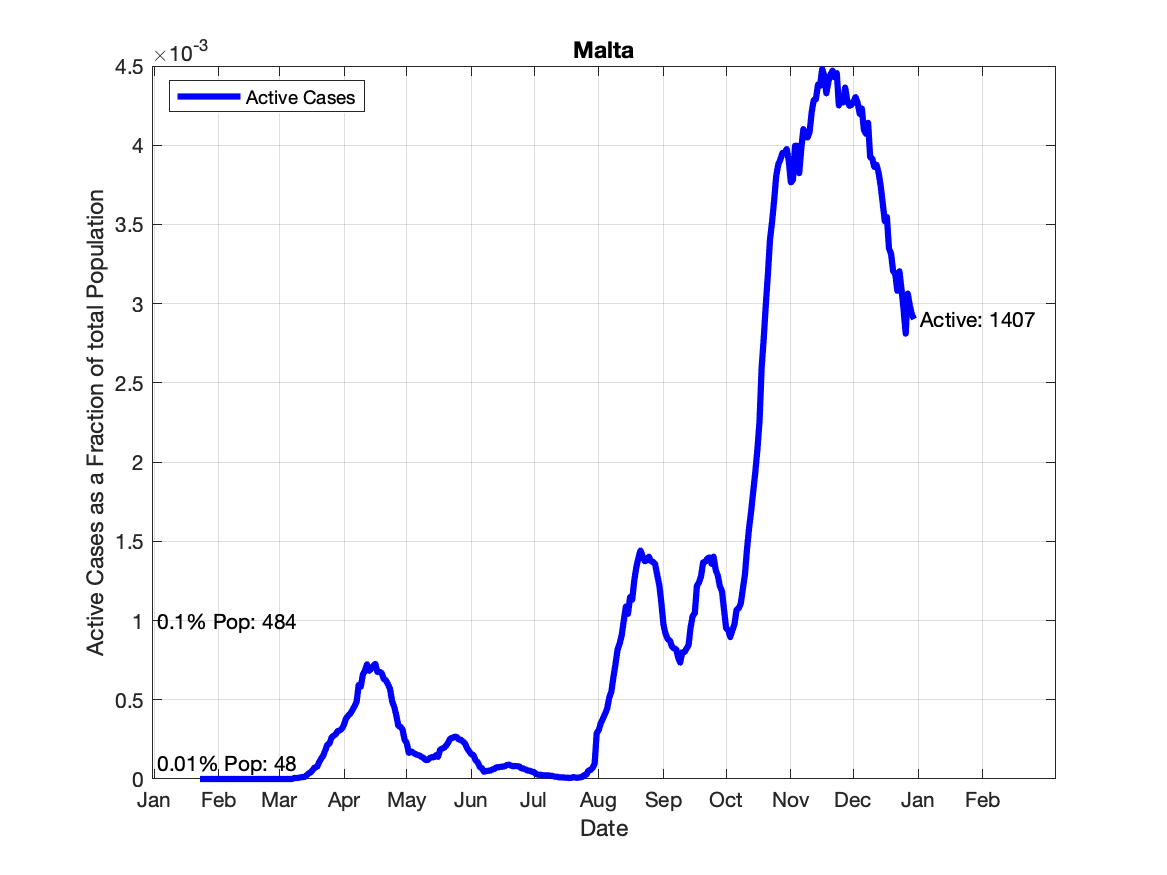 Malta
×10-3
4.5
4
3.5
3
2.5
2
1.5
1
0.5
0
Active Cases as a Fraction of total Population
Active Cases
Active: 1407
0.1% Pop: 484
0.01% Pop: 48
Jan Feb Mar Apr May Jun Jul Aug Sep Oct Nov Dec Jan Feb
Date